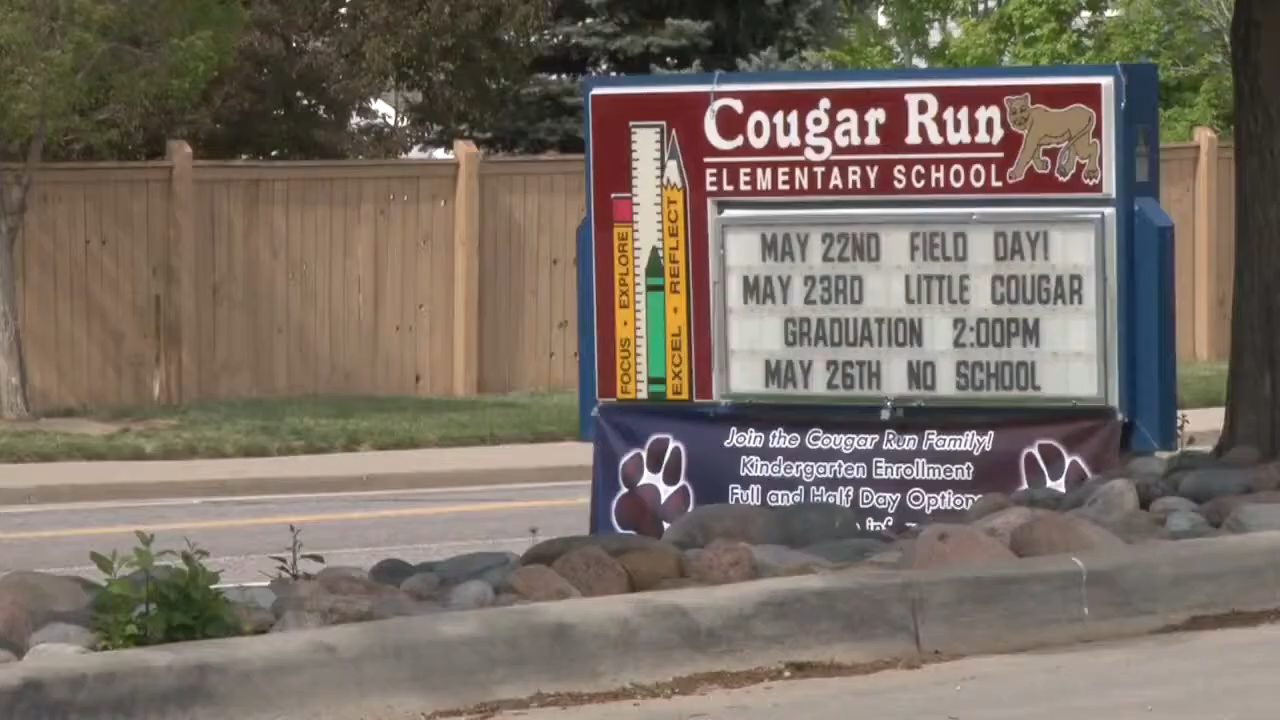 Cougar Run
ELEMENTARY SCHOOL
FOCUS • EXPLORE
EXCEL • REFLECT
MAY 22ND FIELD DAY!
MAY 23RD LITTLE COUGAR
GRADUATION 2:00PM
MAY 26TH NO SCHOOL
Join the Cougar Run Family!
Kindergarten Enrollment
Full and Half Day Options